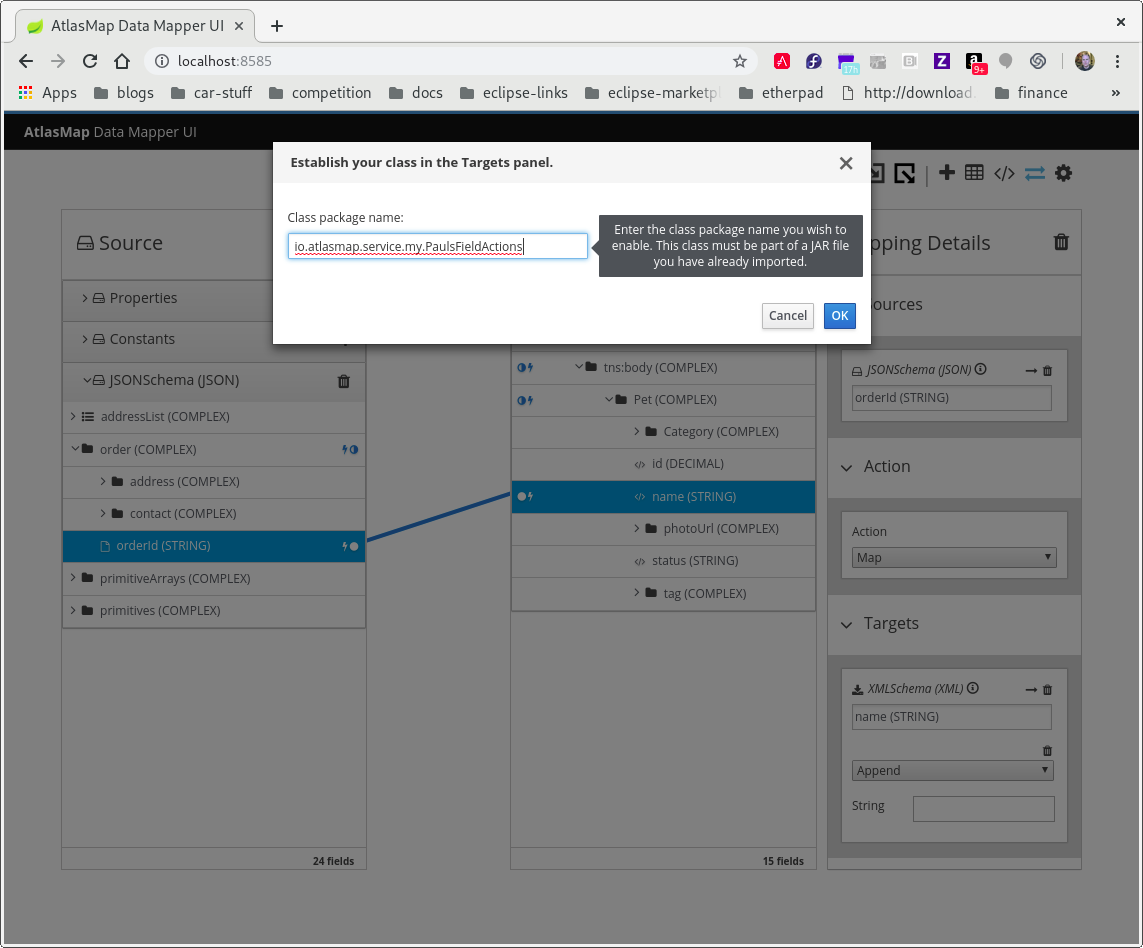 AtlasMap Data Mapper UI
localhost:8585
17h
9+
Apps
blogs
car-stuff
competition
docs
eclipse-links
eclipse-marketpl
etherpad
http://download.
finance
»
AtlasMap Data Mapper UI
Establish your class in the Targets panel.
Class package name:
io.atlasmap.service.my.PaulsFieldActions
Enter the class package name you wish to
enable. This class must be part of a JAR file
you have already imported.
Cancel
OK
Source
Properties
Constants
JSONSchema (JSON)
addressList (COMPLEX)
order (COMPLEX)
address (COMPLEX)
contact (COMPLEX)
orderId (STRING)
primitiveArrays (COMPLEX)
primitives (COMPLEX)
24 fields
tns:body (COMPLEX)
Pet (COMPLEX)
Category (COMPLEX)
id (DECIMAL)
name (STRING)
photoUrl (COMPLEX)
status (STRING)
tag (COMPLEX)
15 fields
pping Details
ources
JSONSchema (JSON)
orderId (STRING)
Action
Action
Map
Targets
XMLSchema (XML)
name (STRING)
Append
String